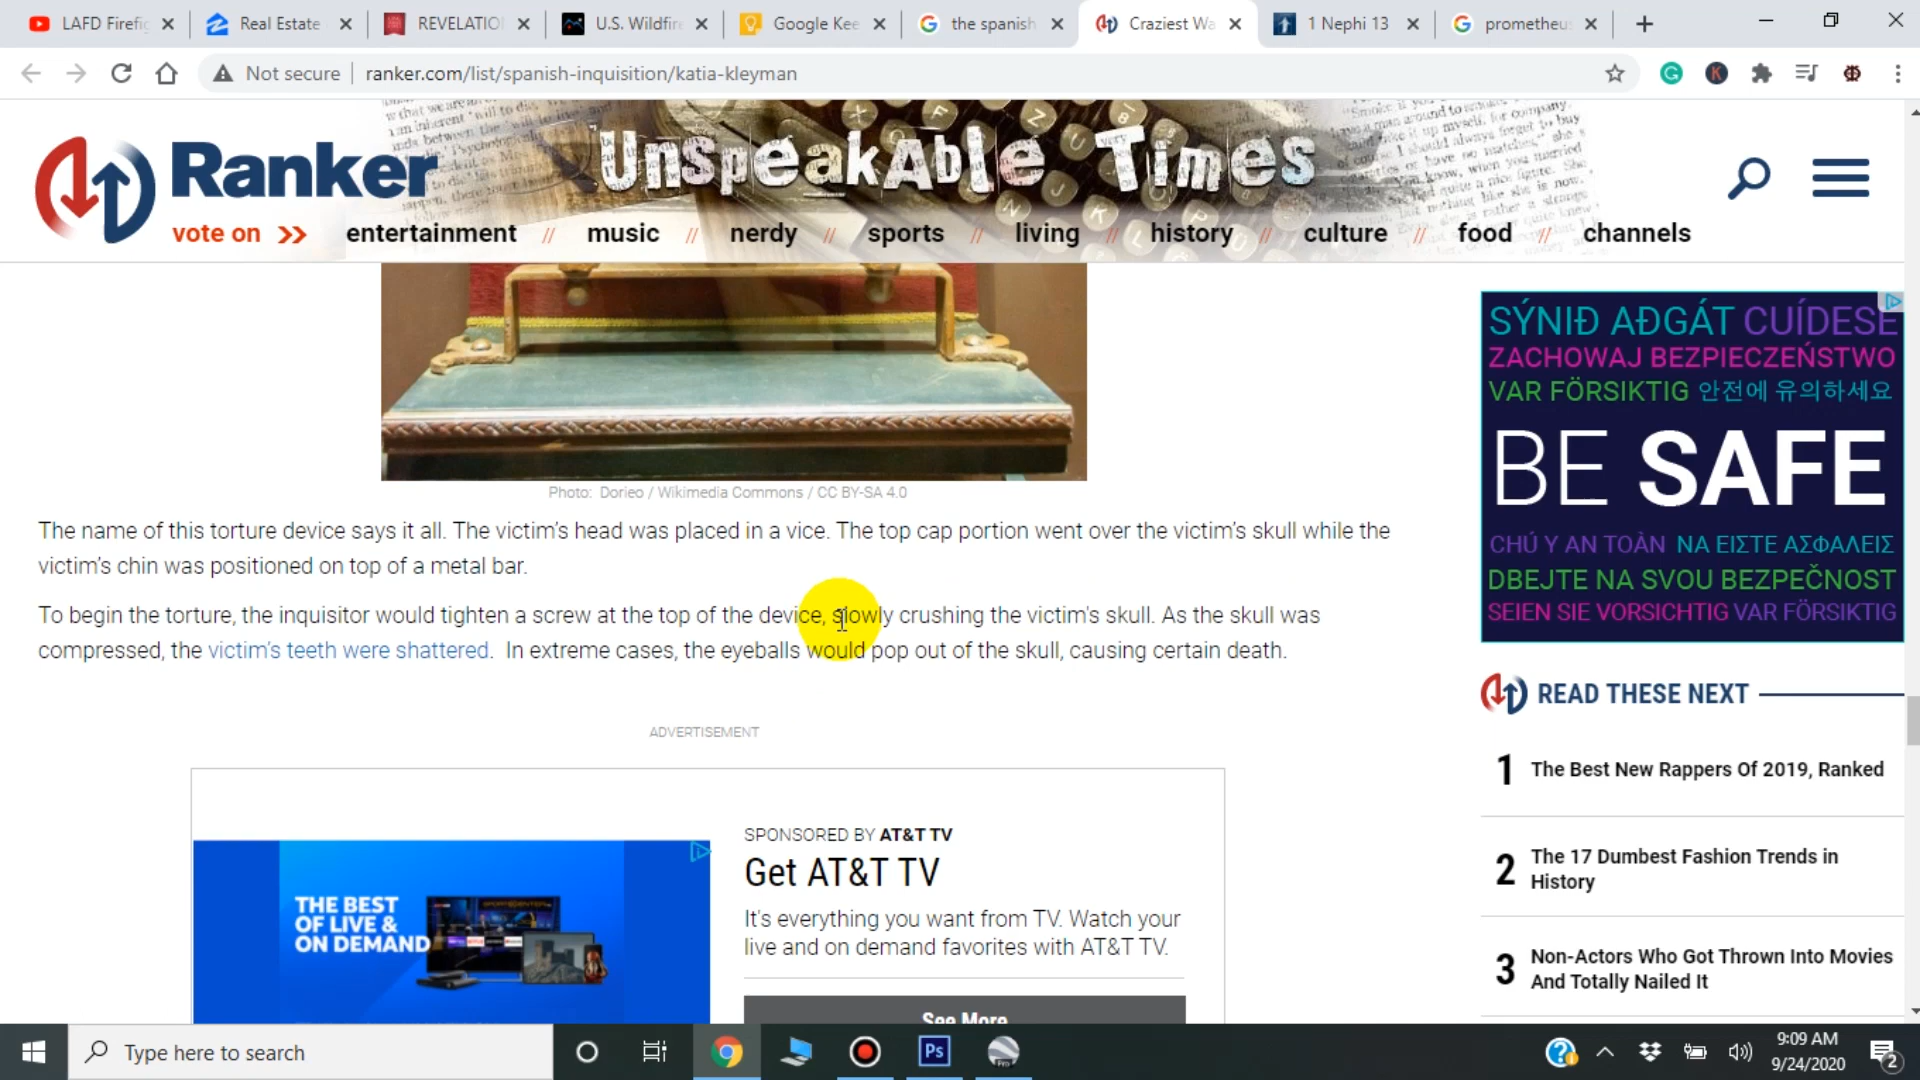 LAFD Firefig
Real Estate
REVELATIO
U.S. Wildfire
Google Kee
the spanish
Craziest Wa
1 Nephi 13
prometheus
Not secure
ranker.com/list/spanish-inquisition/katia-kleyman
Ranker
UnspeakAble Times
vote on >>
entertainment // music // nerdy // sports // living // history // culture // food // channels
Photo: Dorieo / Wikimedia Commons / CC BY-SA 4.0
The name of this torture device says it all. The victim's head was placed in a vice. The top cap portion went over the victim's skull while the
victim's chin was positioned on top of a metal bar.
To begin the torture, the inquisitor would tighten a screw at the top of the device, slowly crushing the victim's skull. As the skull was
compressed, the victim's teeth were shattered. In extreme cases, the eyeballs would pop out of the skull, causing certain death.
ADVERTISEMENT
THE BEST
OF LIVE &
ON DEMAND
SPONSORED BY AT&T TV
Get AT&T TV
It's everything you want from TV. Watch your
live and on demand favorites with AT&T TV.
See More
SÝNIÐ AÐGÁT CUÍDESE
ZACHOWAJ BEZPIECZEŃSTWO
VAR FÖRSIKTIG 안전에 유의하세요
BE SAFE
CHÚ Y AN TOÀN ΝΑ ΕΙΣΤΕ ΑΣΦΑΛΕΙΣ
DBEJTE NA SVOU BEZPEČNOST
SEIEN SIE VORSICHTIG VAR FÖRSIKTIG
READ THESE NEXT
1 The Best New Rappers Of 2019, Ranked
2 The 17 Dumbest Fashion Trends in
History
3 Non-Actors Who Got Thrown Into Movies
And Totally Nailed It
Type here to search
Ps
9:09 AM
9/24/2020
2